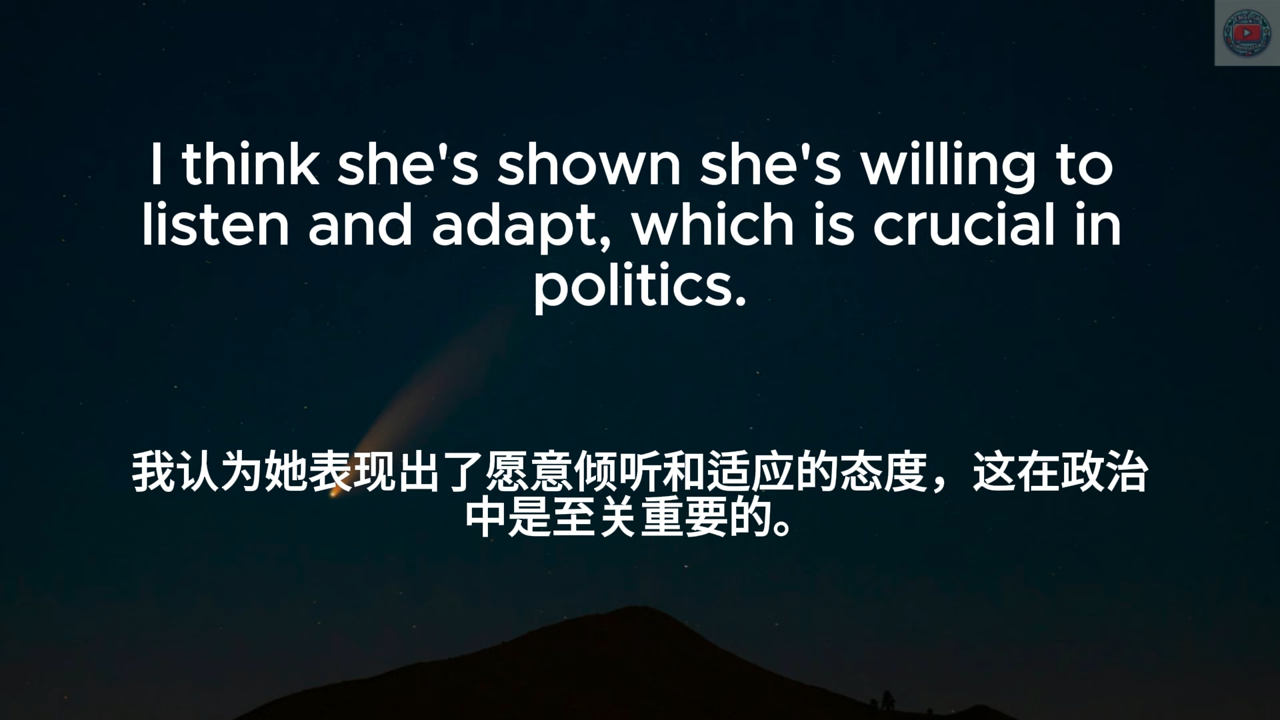 I think she's shown she's willing to
listen and adapt, which is crucial in
politics.
我认为她表现出了愿意倾听和适应的态度，这在政治
中是至关重要的。